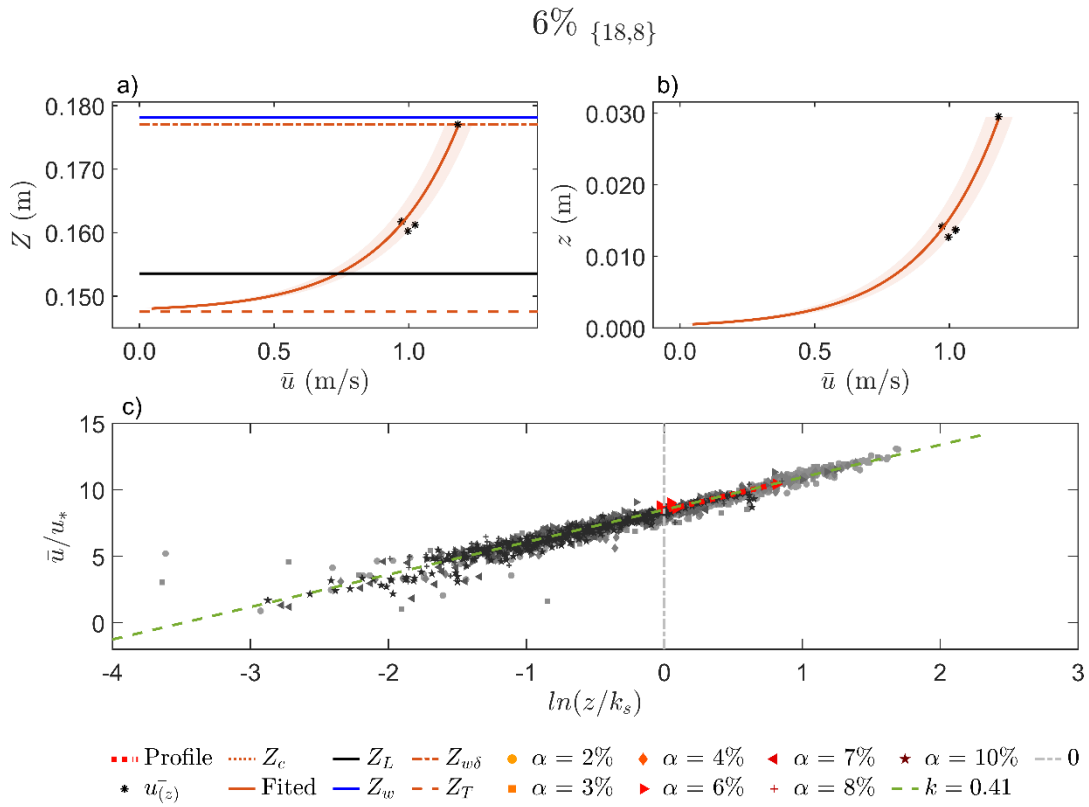 6% {18,8}
a)
b)
0.180
0.170
0.160
0.150
Z (m)
0.0
0.5
1.0
ū (m/s)
0.030
0.020
0.010
0.000
z (m)
0.0
0.5
1.0
ū (m/s)
c)
15
10
5
0
ū/u*
-4
-3
-2
-1
0
1
2
3
ln(z/ks)
Profile Zc ZL Zwδ α = 2% α = 4% α = 7% α = 10% 0
ū(z) Fited Zw ZT α = 3% α = 6% α = 8% k = 0.41